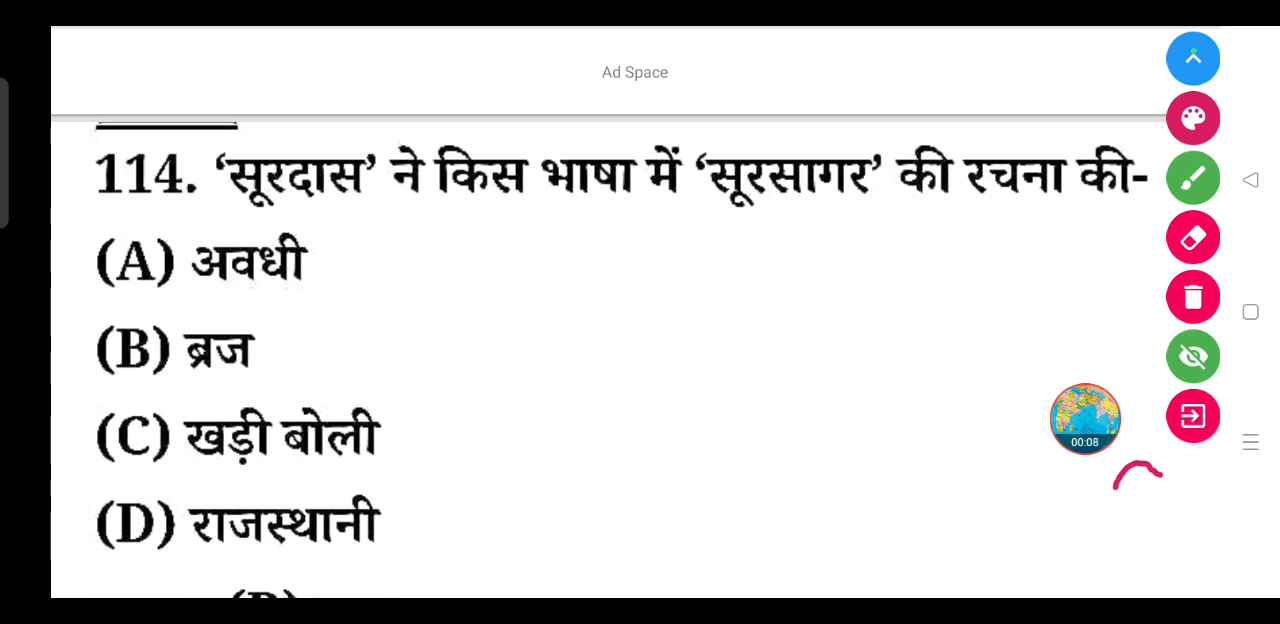 Ad Space
114. ‘सूरदास’ ने किस भाषा में ‘सूरसागर’ की रचना की-
(A) अवधी
(B) ब्रज
(C) खड़ी बोली
00:08
(D) राजस्थानी